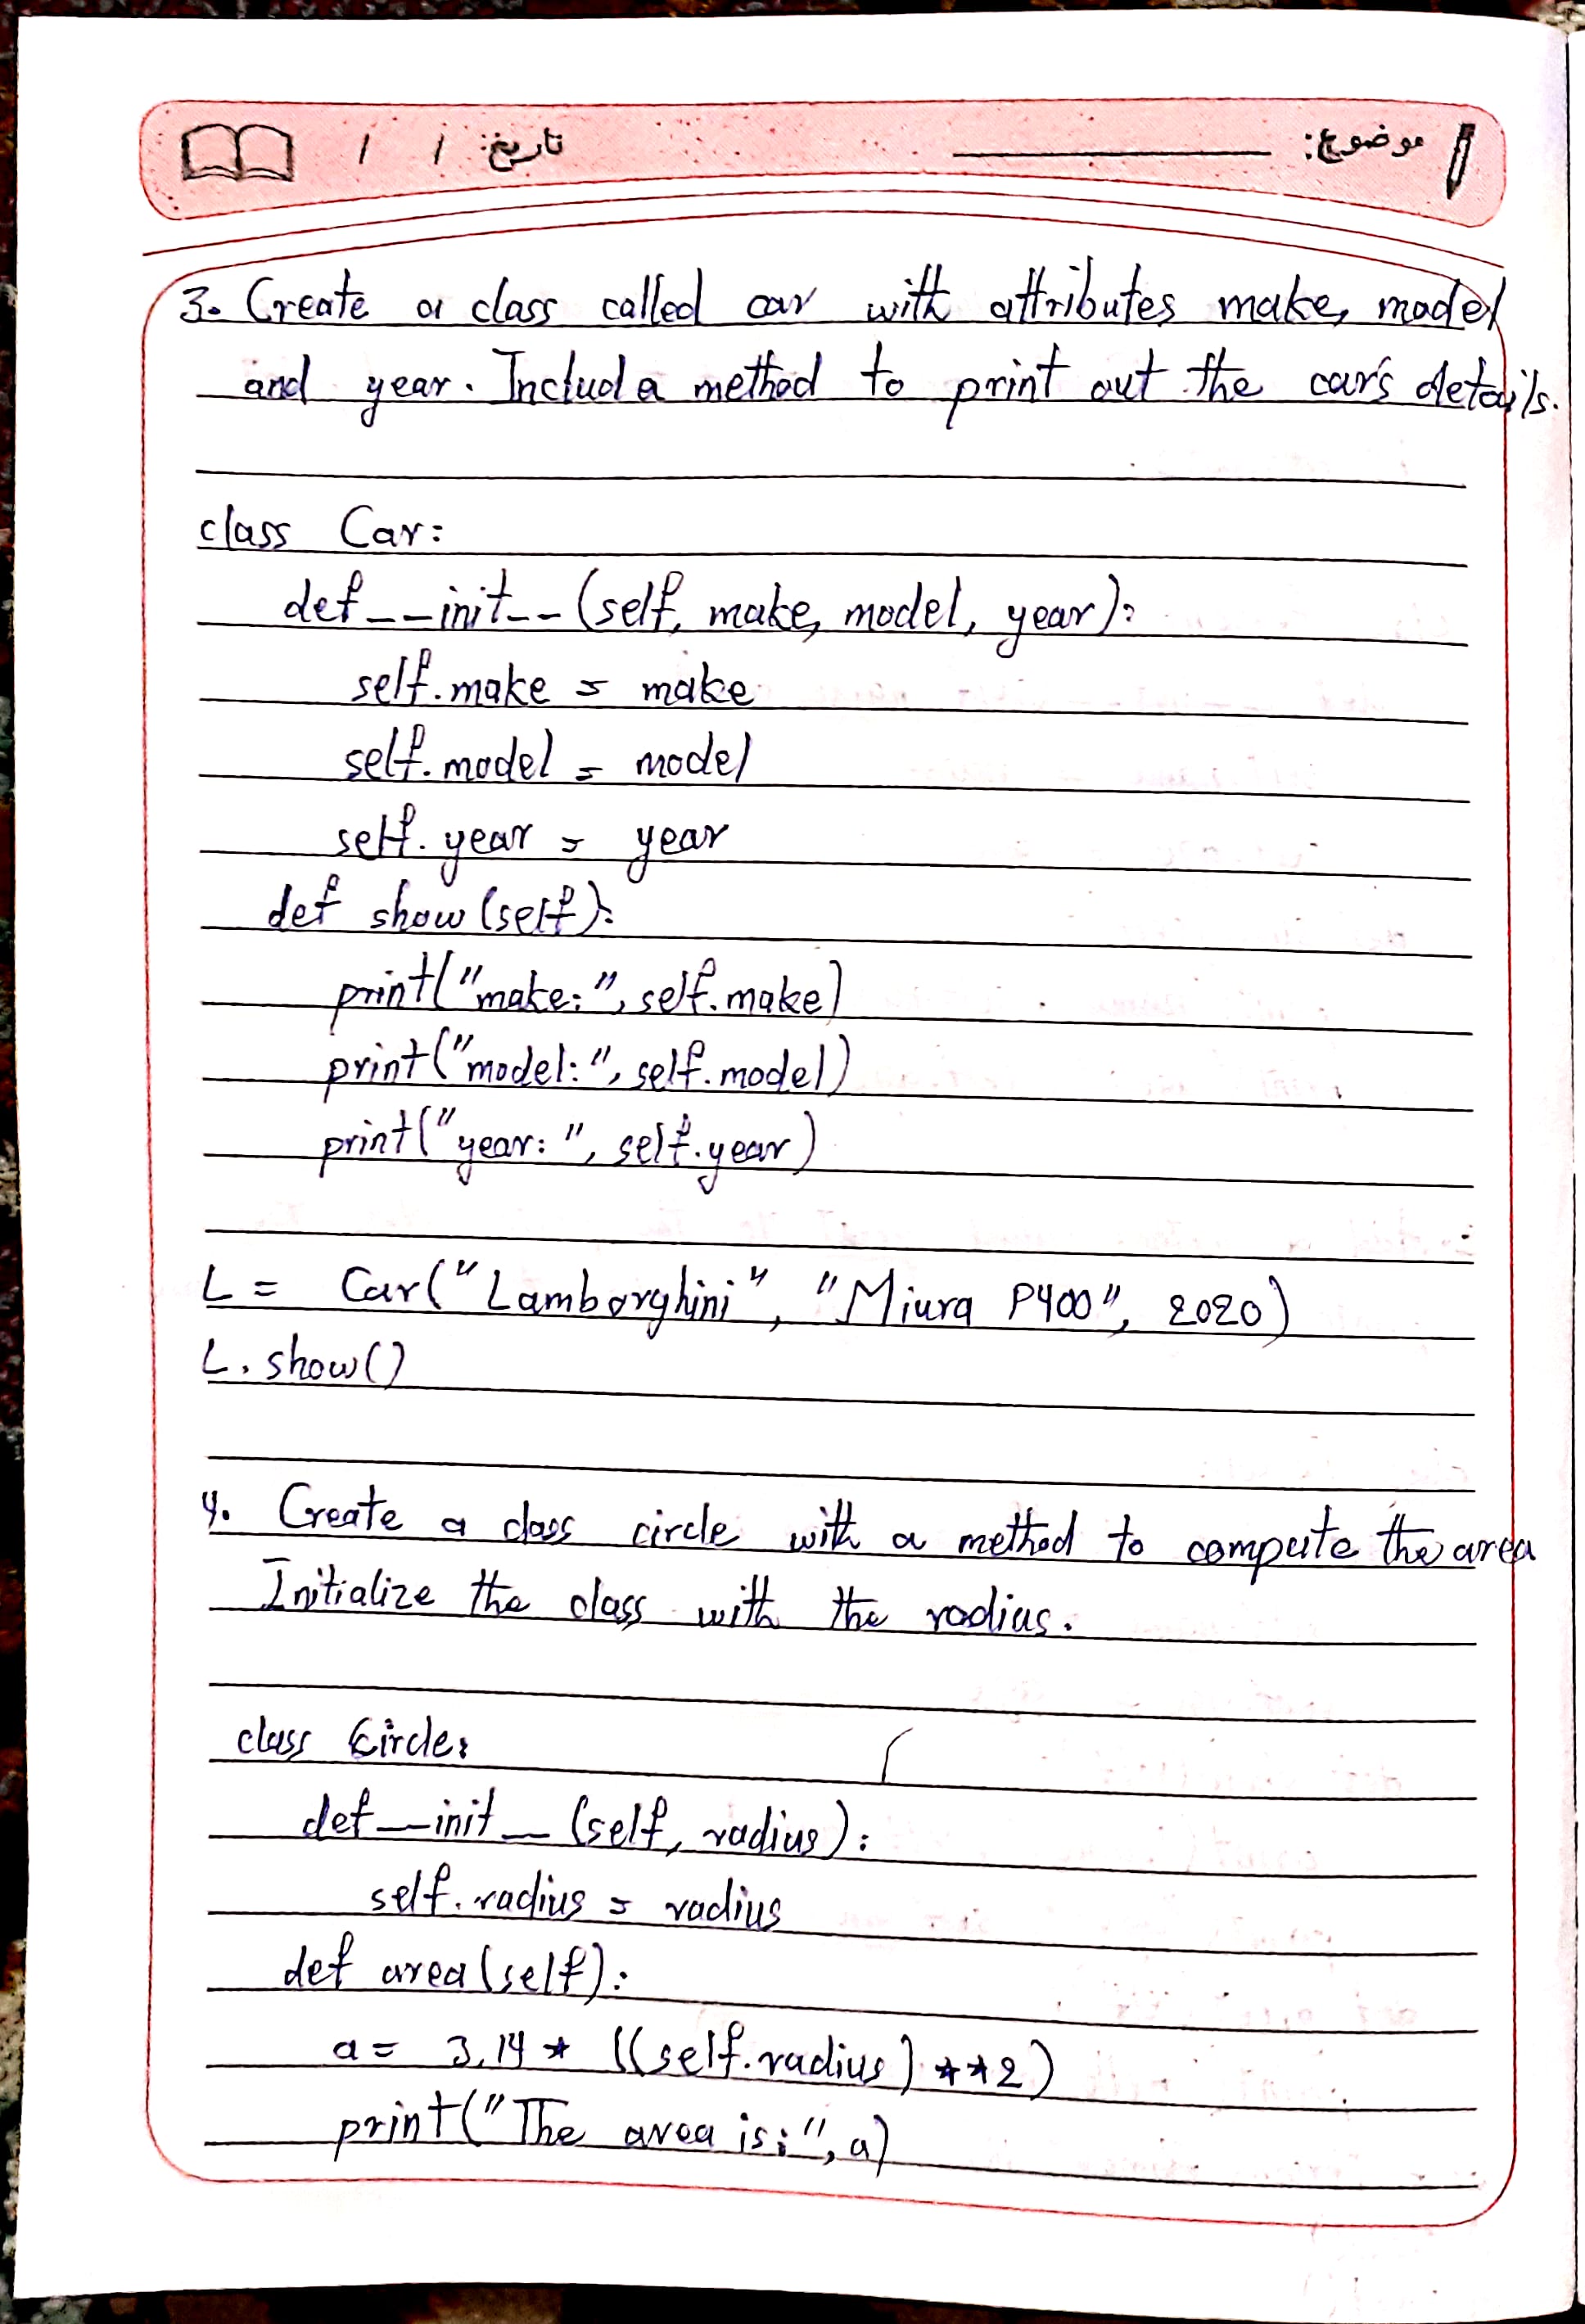 موضوع: تاریخ: / /
3. Create a class called car with attributes make, model
and year. Include a method to print out the car's details.
class Car:
def __init__(self, make, model, year):
self.make = make
self.model = model
self.year = year
def show(self):
print("make:", self.make)
print("model:", self.model)
print("year:", self.year)
L = Car("Lamborghini", "Miura P400", 2020)
L.show()
4. Create a class circle with a method to compute the area
Initialize the class with the radius.
class Circle:
def __init__(self, radius):
self.radius = radius
def area(self):
a = 3.14 * ((self.radius) **2)
print("The area is:", a)